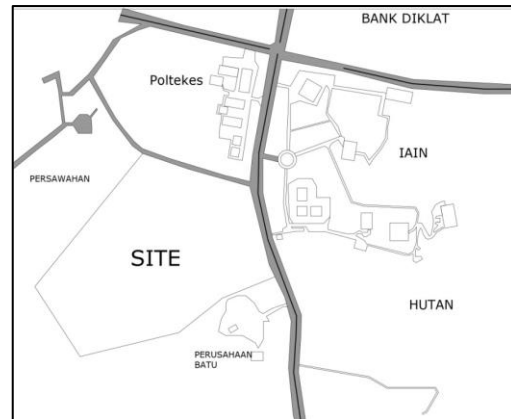 BANK DIKLAT
Poltekes
IAIN
PERSAWAHAN
SITE
HUTAN
PERUSAHAAN
BATU